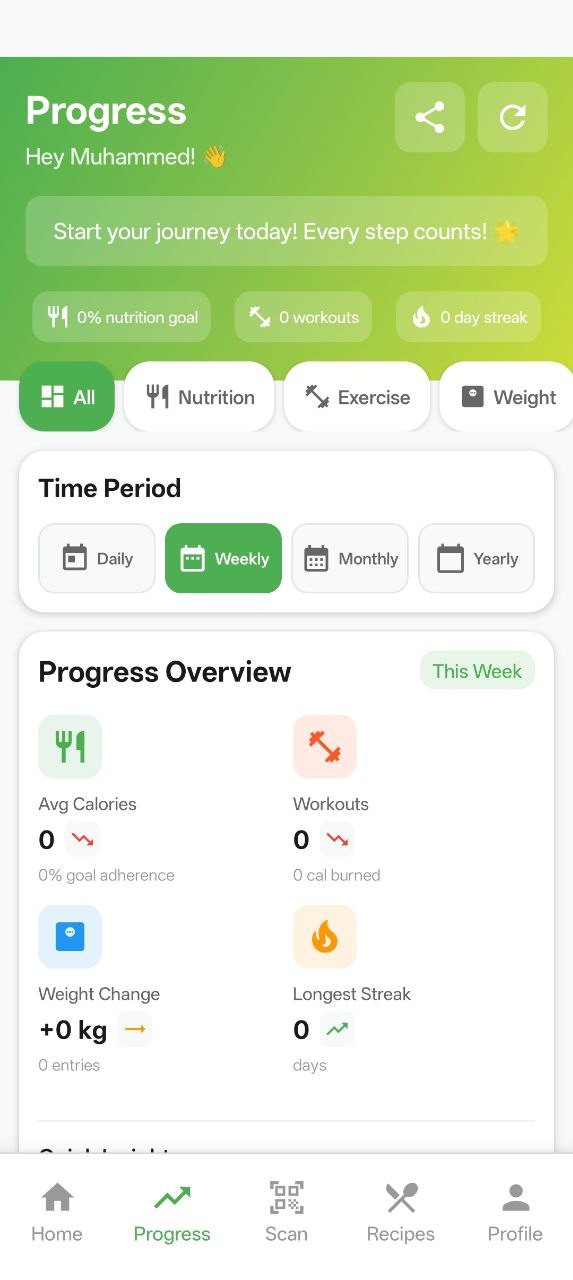 Progress
Hey Muhammed! 👋
Start your journey today! Every step counts! 🌟
0% nutrition goal
0 workouts
0 day streak
All
Nutrition
Exercise
Weight
Time Period
Daily
Weekly
Monthly
Yearly
Progress Overview
This Week
Avg Calories
Workouts
0
0
0% goal adherence
0 cal burned
Weight Change
Longest Streak
+0 kg
0
0 entries
days
Home
Progress
Scan
Recipes
Profile